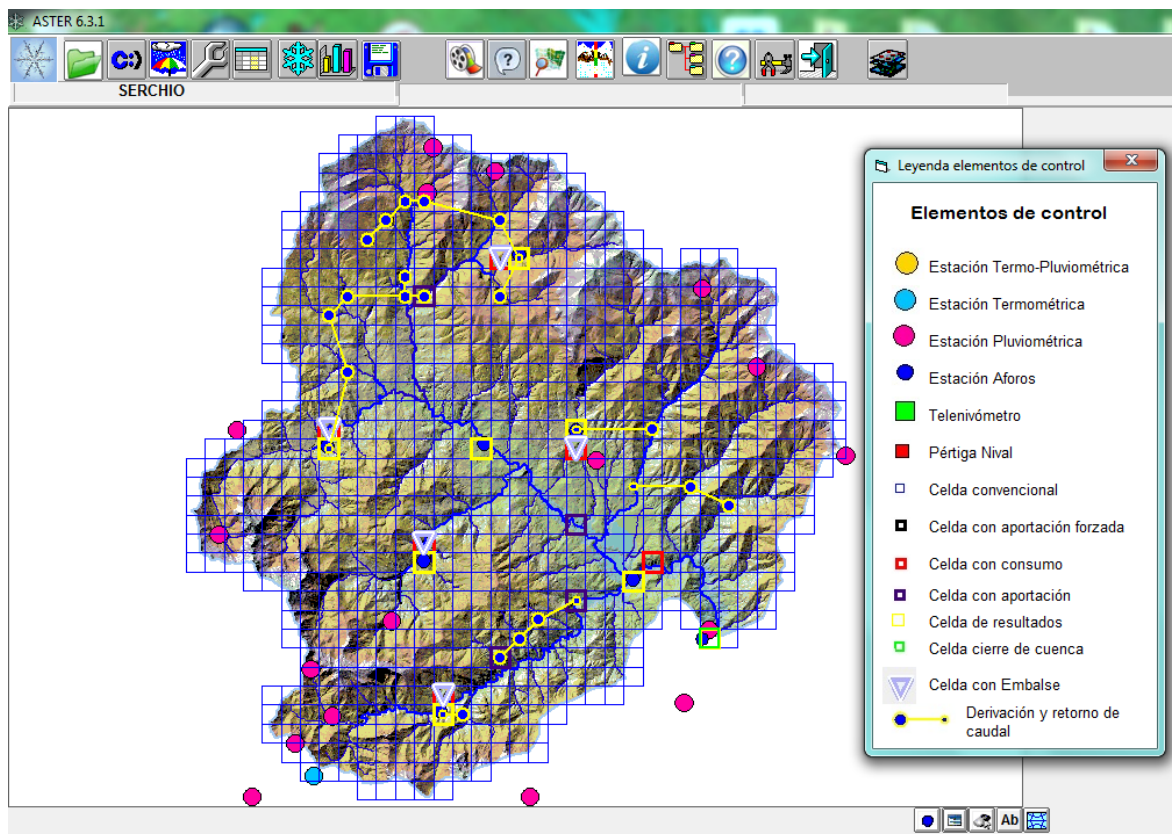 ASTER 6.3.1
C:)
SERCHIO
Leyenda elementos de control
Elementos de control
Estación Termo-Pluviométrica
Estación Termométrica
Estación Pluviométrica
Estación Aforos
Telenivómetro
Pértiga Nival
Celda convencional
Celda con aportación forzada
Celda con consumo
Celda con aportación
Celda de resultados
Celda cierre de cuenca
Celda con Embalse
Derivación y retorno de
caudal
Ab